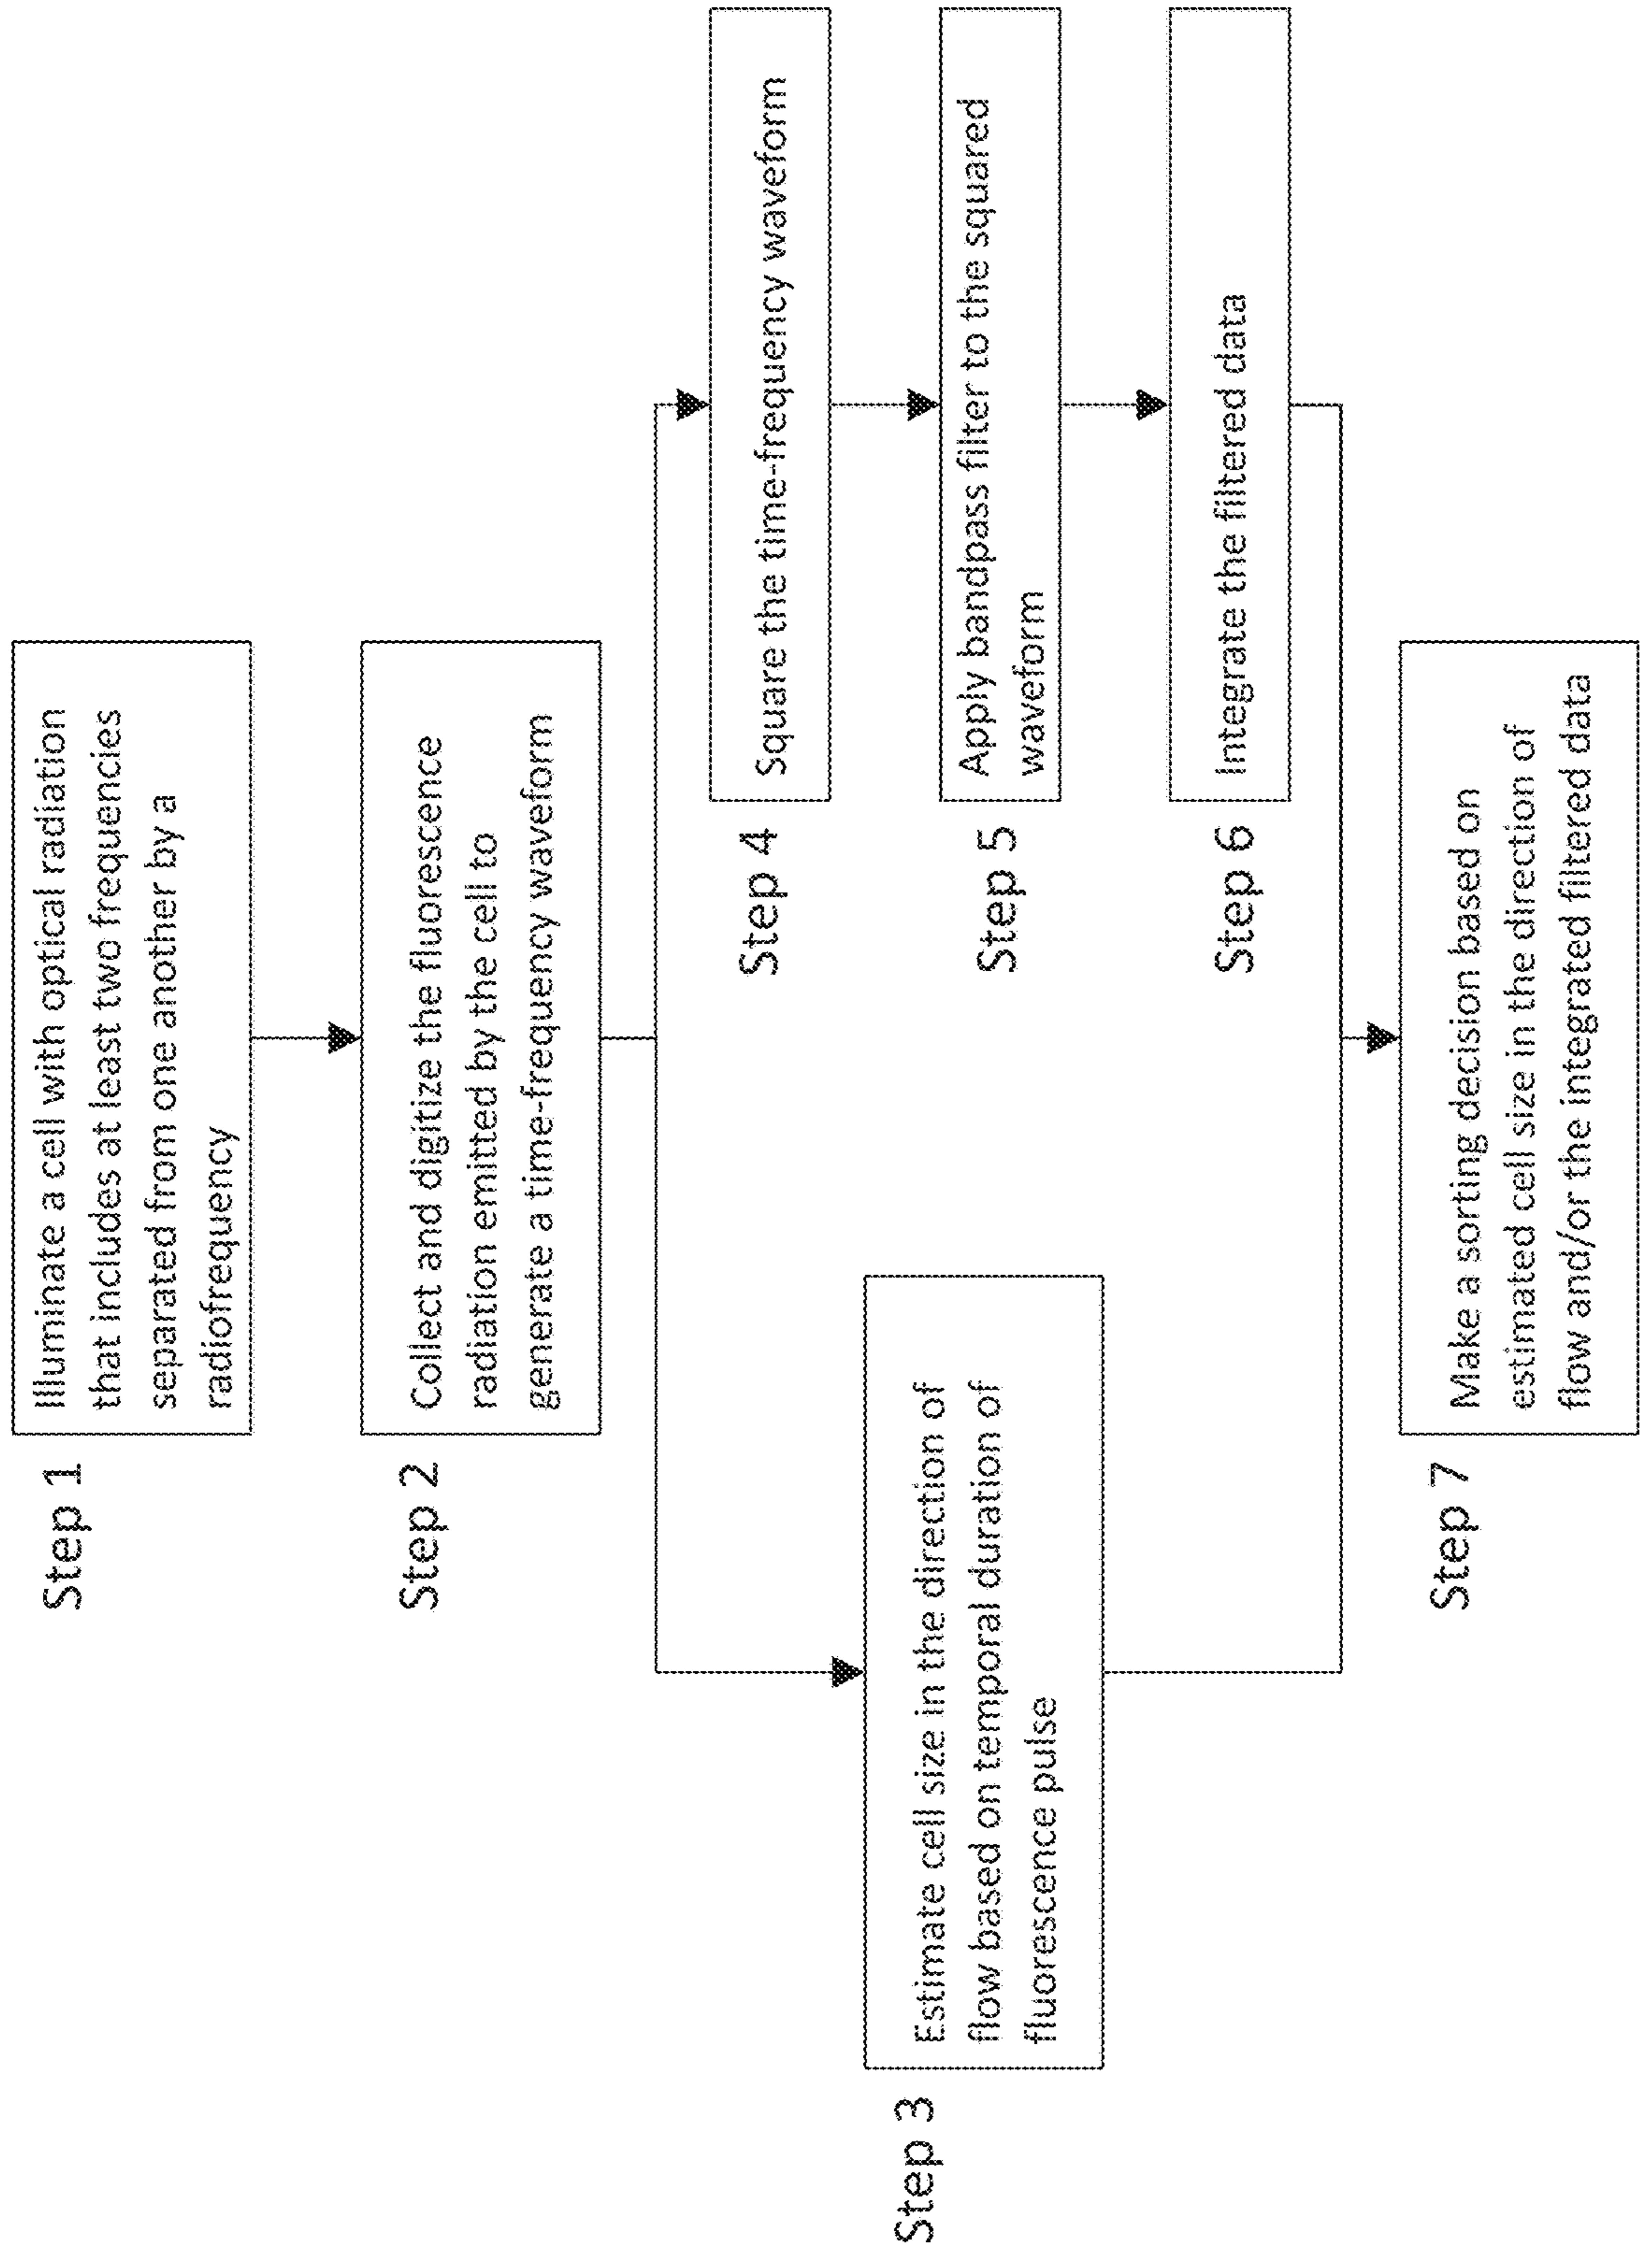 Step 1
Illuminate a cell with optical radiation
that includes at least two frequencies
separated from one another by a
radiofrequency
Step 2
Collect and digitize the fluorescence
radiation emitted by the cell to
generate a time-frequency waveform
Step 3
Estimate cell size in the direction of
flow based on temporal duration of
fluorescence pulse
Step 4
Square the time-frequency waveform
Step 5
Apply bandpass filter to the squared
waveform
Step 6
Integrate the filtered data
Step 7
Make a sorting decision based on
estimated cell size in the direction of
flow and/or the integrated filtered data